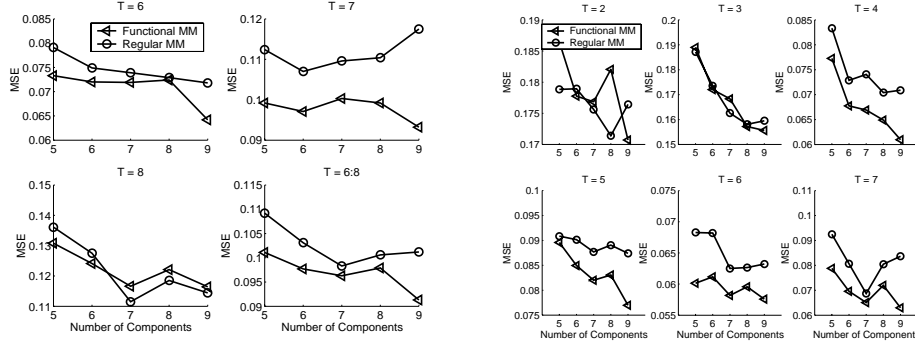 T = 6
0.085
0.08
0.075
0.07
0.065
0.06
MSE
Functional MM
Regular MM
5 6 7 8 9
T = 7
0.12
0.11
0.1
0.09
MSE
5 6 7 8 9
T = 8
0.15
0.14
0.13
0.12
0.11
MSE
5 6 7 8 9
Number of Components
T = 6:8
0.115
0.11
0.105
0.1
0.095
0.09
MSE
5 6 7 8 9
Number of Components
T = 2
0.19
0.185
0.18
0.175
0.17
MSE
Functional MM
Regular MM
5 6 7 8 9
T = 3
0.2
0.19
0.18
0.17
0.16
0.15
MSE
5 6 7 8 9
T = 4
0.085
0.08
0.075
0.07
0.065
0.06
MSE
5 6 7 8 9
T = 5
0.1
0.095
0.09
0.085
0.08
0.075
MSE
5 6 7 8 9
Number of Components
T = 6
0.075
0.07
0.065
0.06
0.055
MSE
5 6 7 8 9
Number of Components
T = 7
0.1
0.09
0.08
0.07
0.06
MSE
5 6 7 8 9
Number of Components